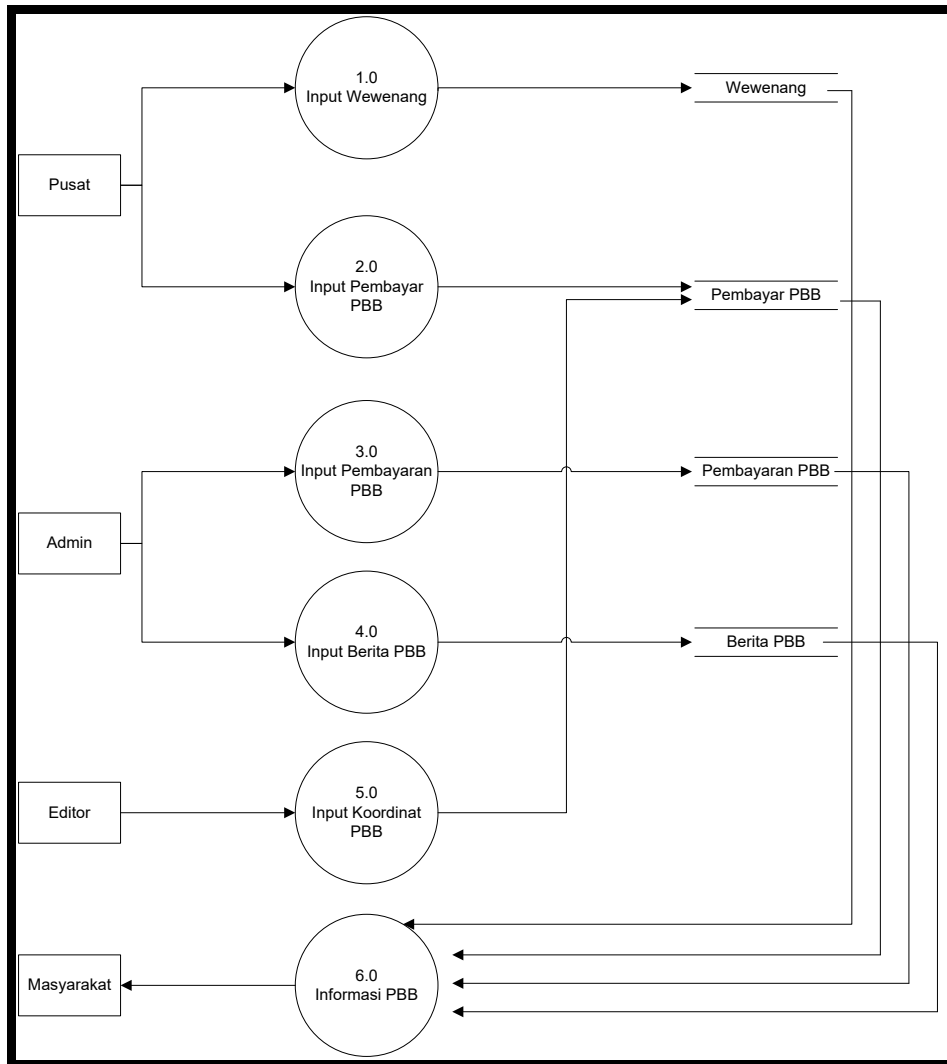 1.0
Input Wewenang
Wewenang
Pusat
2.0
Input Pembayar
PBB
Pembayar PBB
3.0
Input Pembayaran
PBB
Pembayaran PBB
Admin
4.0
Input Berita PBB
Berita PBB
5.0
Input Koordinat
PBB
Editor
6.0
Informasi PBB
Masyarakat